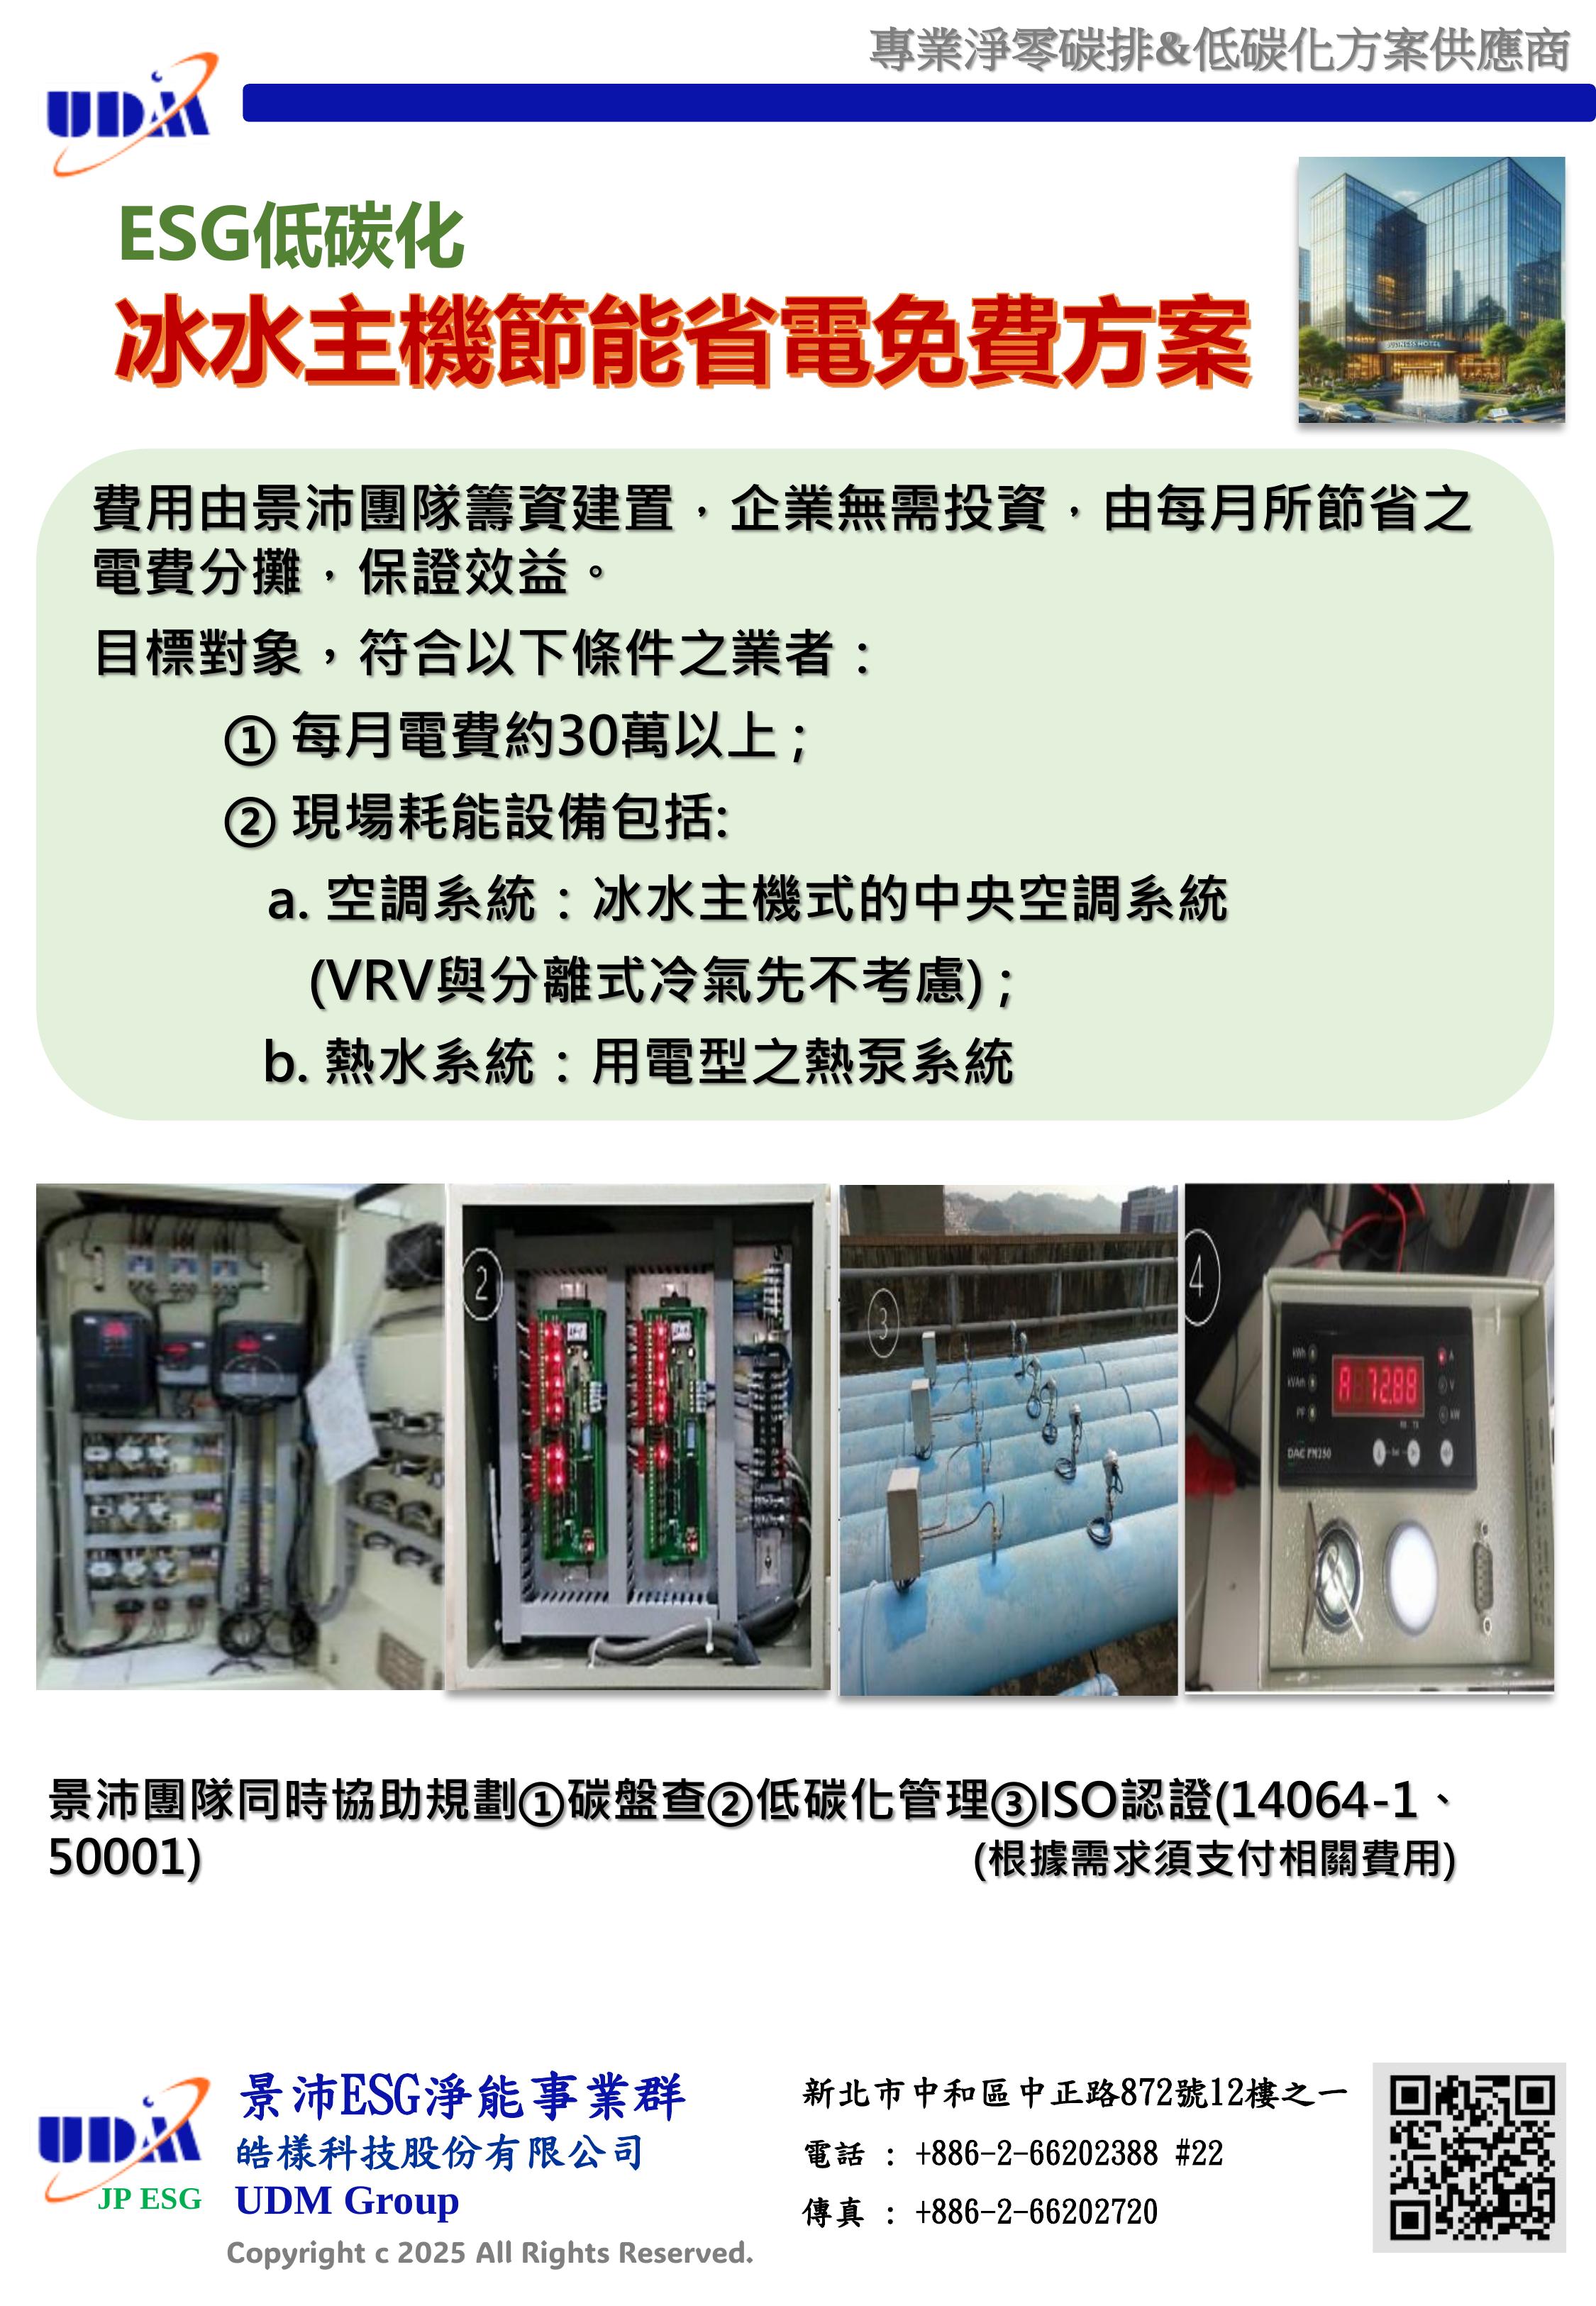 專業淨零碳排&低碳化方案供應商
UDM
ESG低碳化
冰水主機節能省電免費方案
BUSINESS HOTEL
費用由景沛團隊籌資建置，企業無需投資，由每月所節省之
電費分攤，保證效益。
目標對象，符合以下條件之業者：
① 每月電費約30萬以上；
② 現場耗能設備包括:
a. 空調系統：冰水主機式的中央空調系統
(VRV與分離式冷氣先不考慮)；
b. 熱水系統：用電型之熱泵系統
②
③
④
kWh
A
kVAh
A 12.88
V
PF
kW
DAE PM250
景沛團隊同時協助規劃①碳盤查②低碳化管理③ISO認證(14064-1、
50001) (根據需求須支付相關費用)
UDM
JP ESG
景沛ESG淨能事業群
皓樣科技股份有限公司
UDM Group
Copyright c 2025 All Rights Reserved.
新北市中和區中正路872號12樓之一
電話 : +886-2-66202388 #22
傳真 : +886-2-66202720